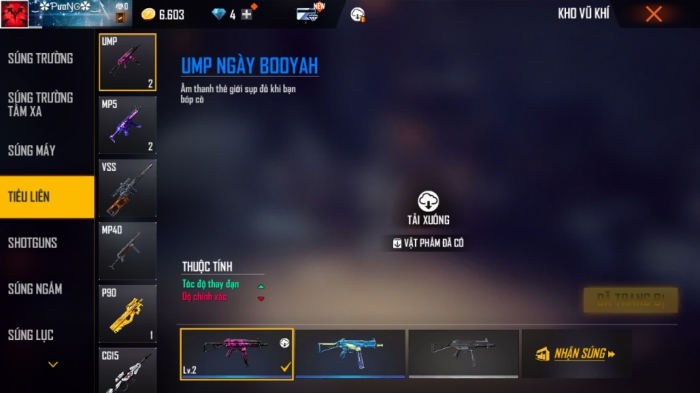 ꧁✿ PƖƦNG ✿꧂
6.603
4
NEW
KHO VŨ KHÍ
SÚNG TRƯỜNG
SÚNG TRƯỜNG
TẦM XA
SÚNG MÁY
TIỂU LIÊN
SHOTGUNS
SÚNG NGẮM
SÚNG LỤC
UMP
2
MP5
2
VSS
MP40
P90
1
CG15
UMP NGÀY BOOYAH
Âm thanh thế giới sụp đổ khi bạn
bóp cò
TẢI XUỐNG
VẬT PHẨM ĐÃ CÓ
THUỘC TÍNH
Tốc độ thay đạn
Độ chính xác
ĐÃ TRANG BỊ
Lv.2
NHẬN SÚNG